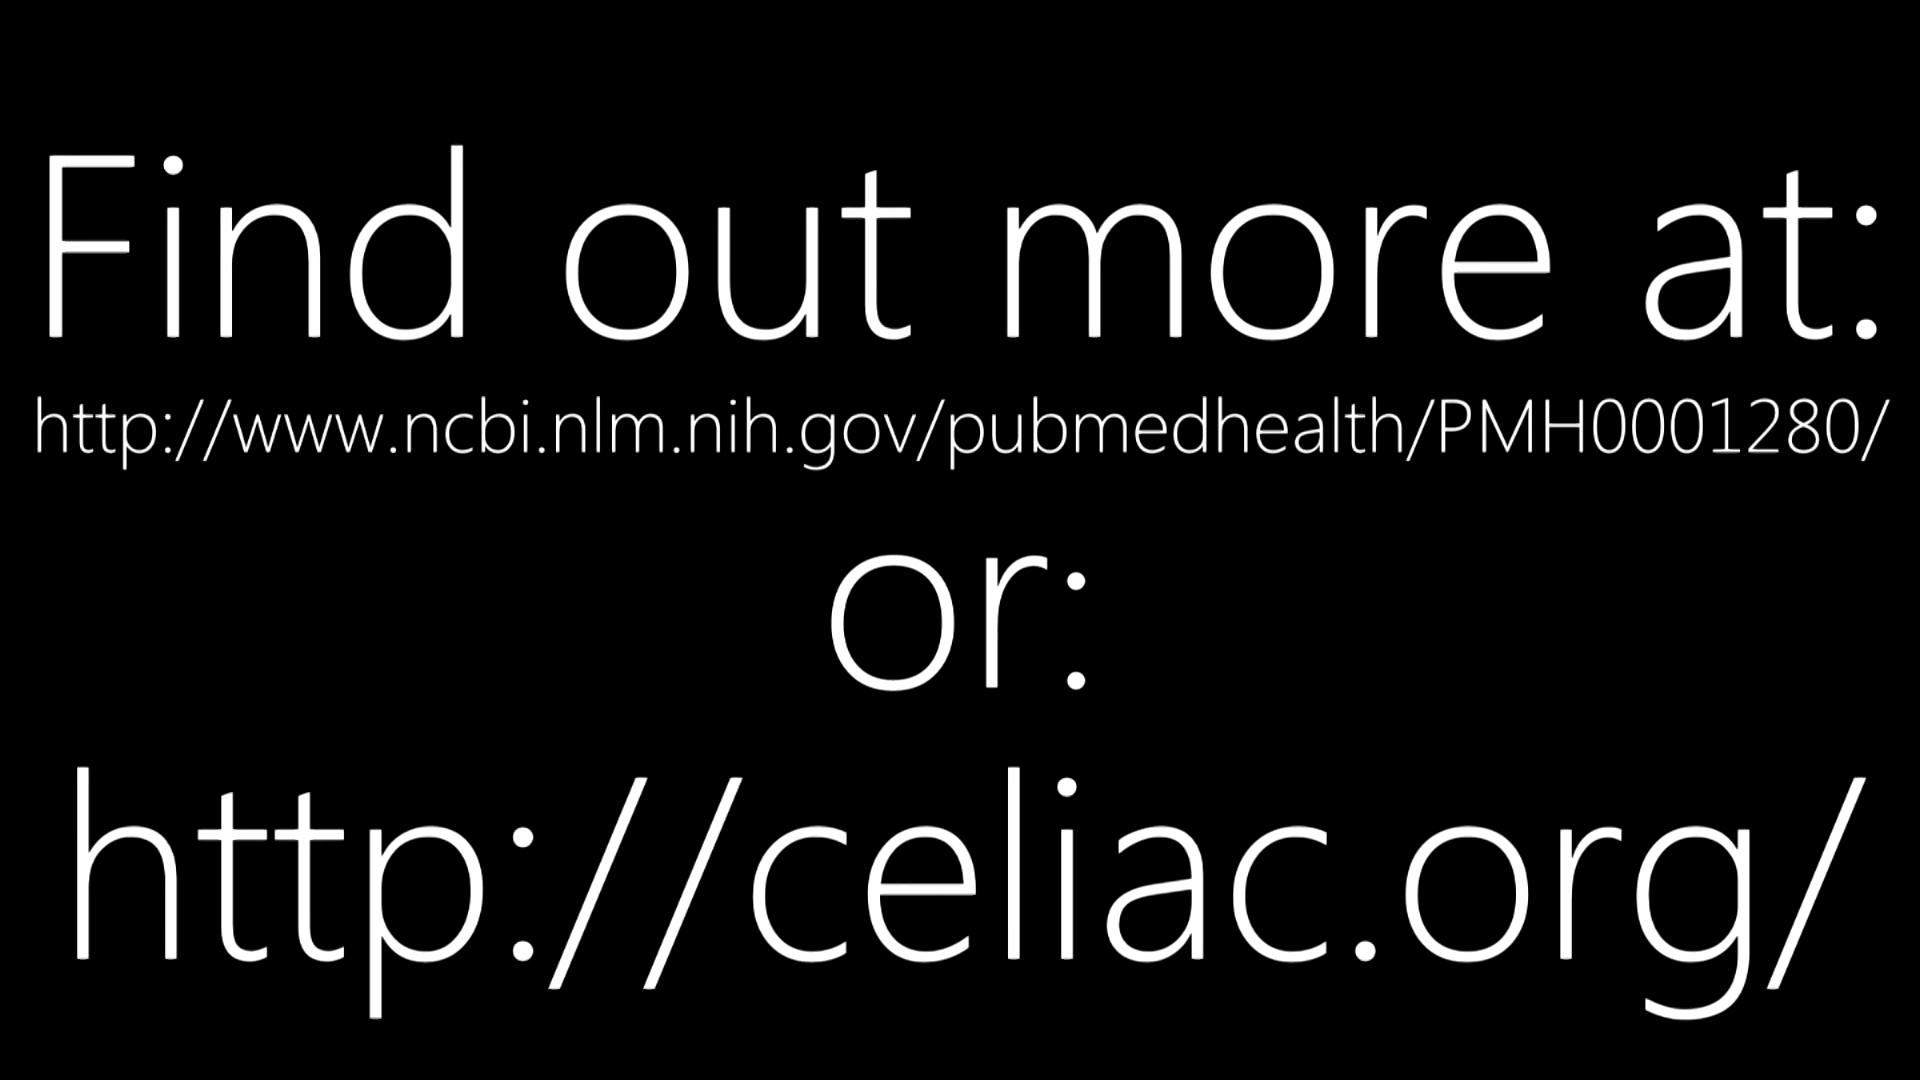 Find out more at:
http://www.ncbi.nlm.nih.gov/pubmedhealth/PMH0001280/
or:
http://celiac.org/